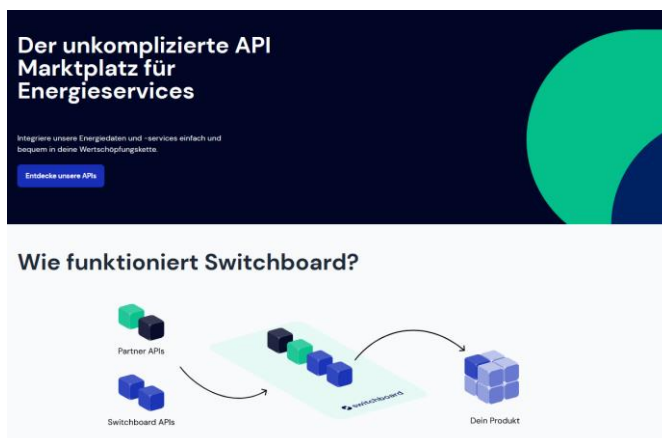 Der unkomplizierte API
Marktplatz für
Energieservices
Integriere unsere Energiedaten und -services einfach und
bequem in deine Wertschöpfungskette.
Entdecke unsere APIs
Wie funktioniert Switchboard?
Partner APIs
switchboard
Switchboard APIs
Dein Produkt